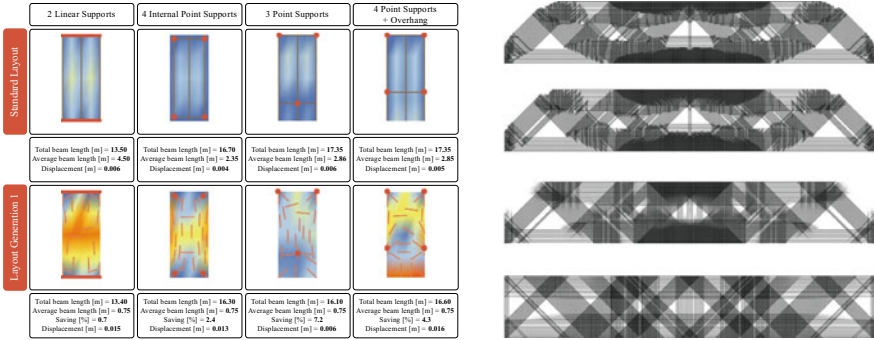 2 Linear Supports
4 Internal Point Supports
3 Point Supports
4 Point Supports
+ Overhang
Standard Layout
Total beam length [m] = 13.50
Average beam length [m] = 4.50
Displacement [m] = 0.006
Total beam length [m] = 16.70
Average beam length [m] = 2.35
Displacement [m] = 0.004
Total beam length [m] = 17.35
Average beam length [m] = 2.86
Displacement [m] = 0.006
Total beam length [m] = 17.35
Average beam length [m] = 2.85
Displacement [m] = 0.005
Layout Generation 1
Total beam length [m] = 13.40
Average beam length [m] = 0.75
Saving [%] = 0.7
Displacement [m] = 0.015
Total beam length [m] = 16.30
Average beam length [m] = 0.75
Saving [%] = 2.4
Displacement [m] = 0.013
Total beam length [m] = 16.10
Average beam length [m] = 0.75
Saving [%] = 7.2
Displacement [m] = 0.006
Total beam length [m] = 16.60
Average beam length [m] = 0.75
Saving [%] = 4.3
Displacement [m] = 0.016